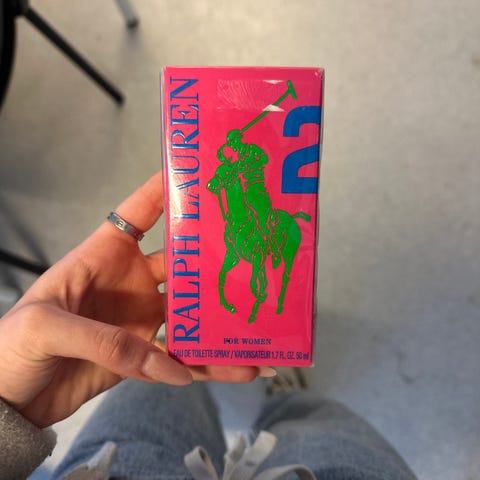 RALPH LAUREN
2
FOR WOMEN
EAU DE TOILETTE SPRAY / VAPORISATEUR 1.7 FL. OZ. 50 ml